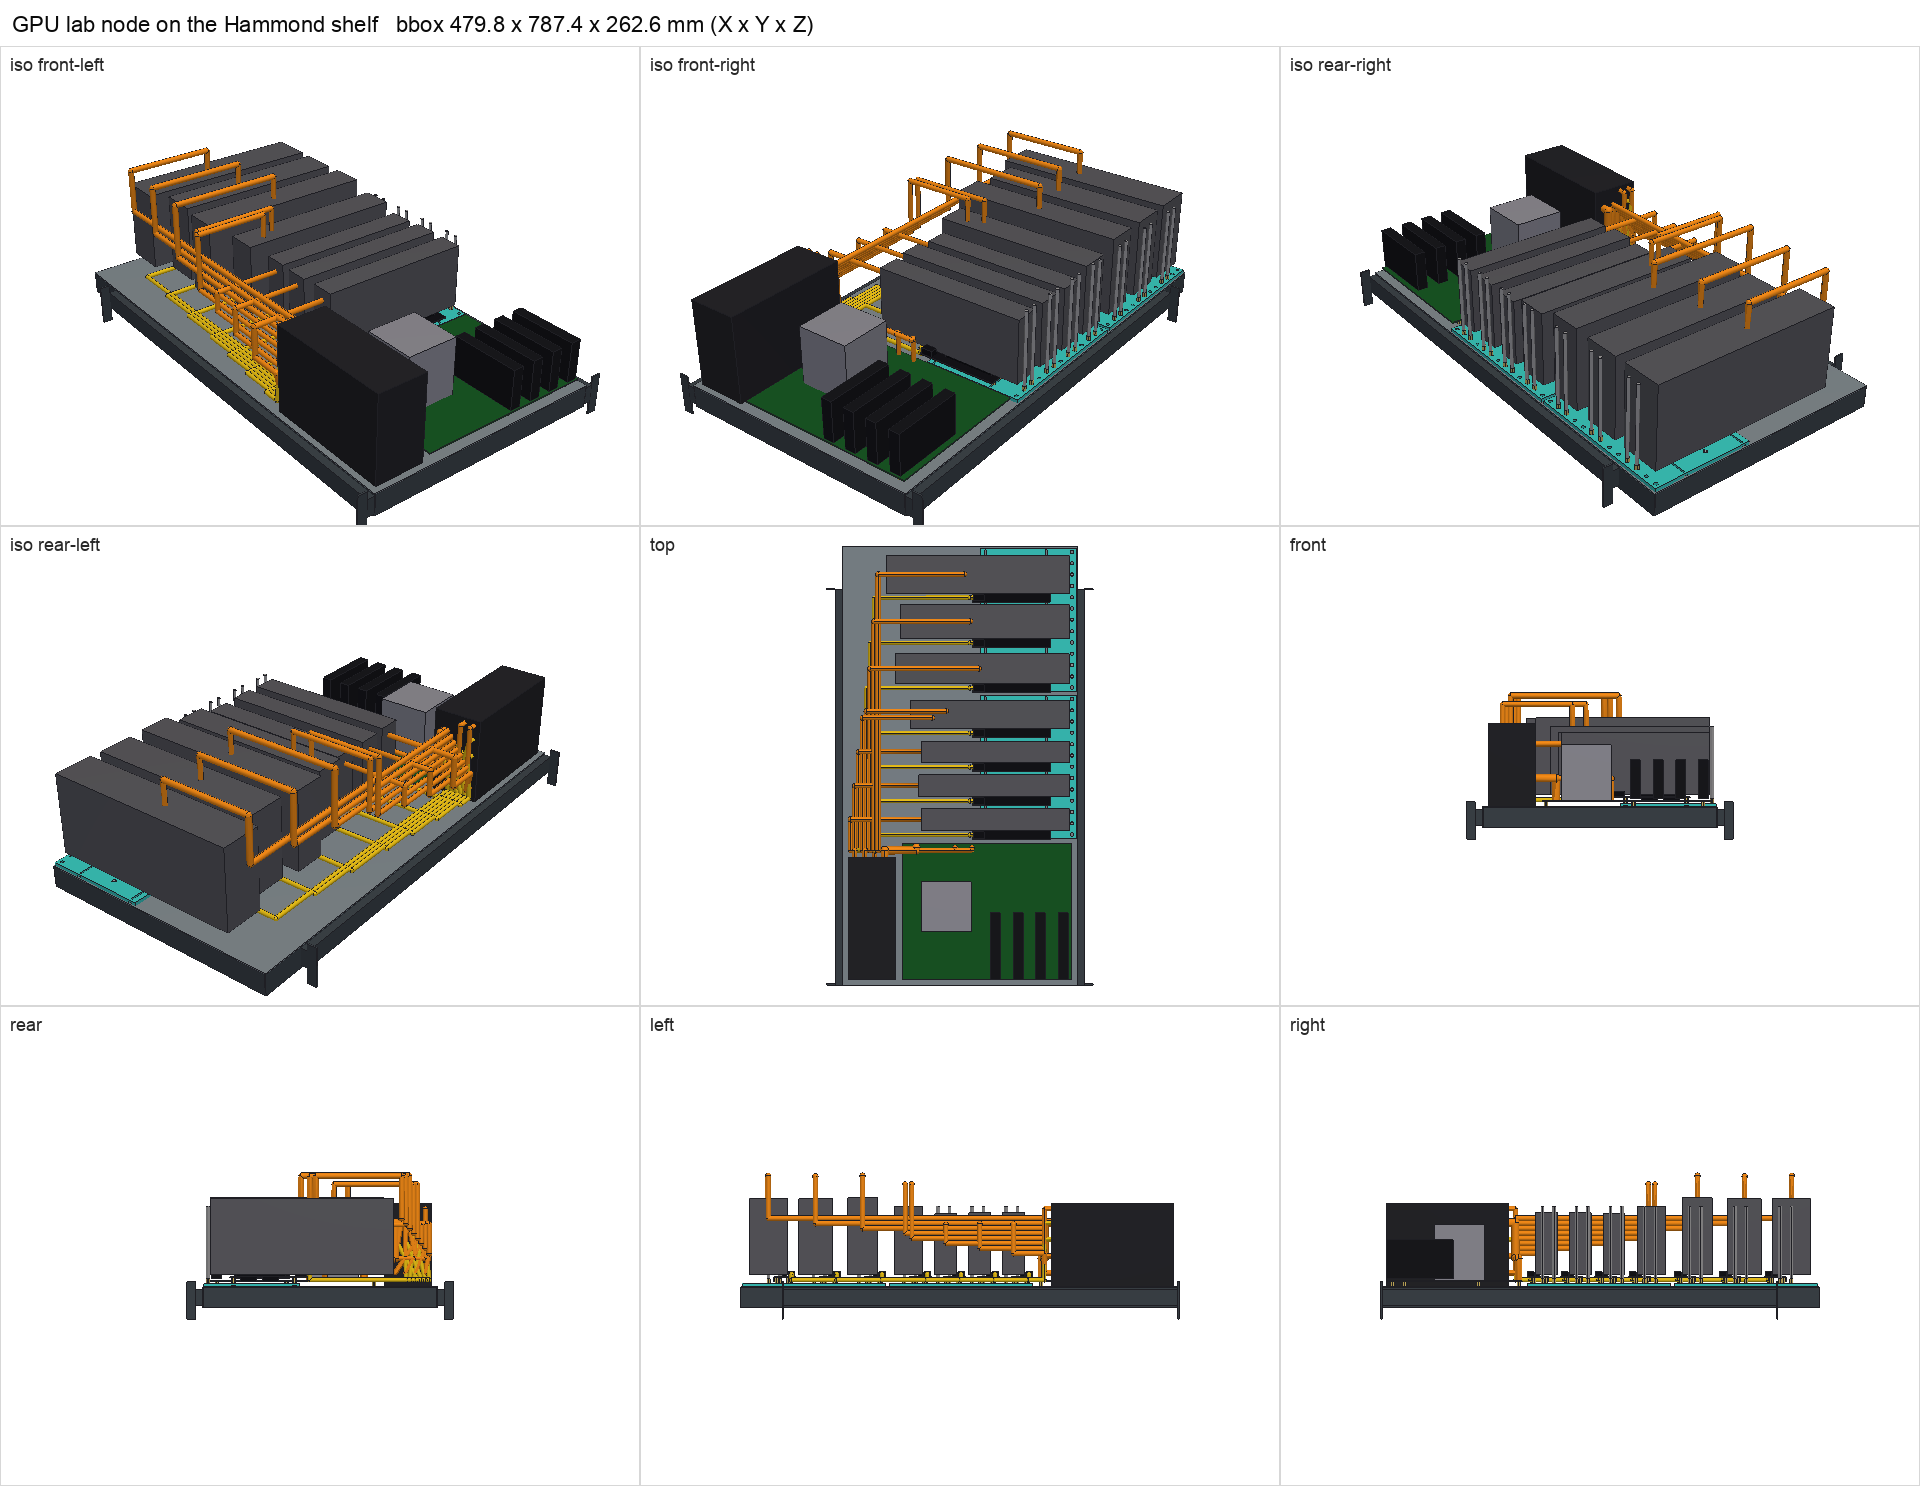 GPU lab node on the Hammond shelf   bbox 479.8 x 787.4 x 262.6 mm (X x Y x Z)
iso front-left
iso front-right
iso rear-right
iso rear-left
top
front
rear
left
right